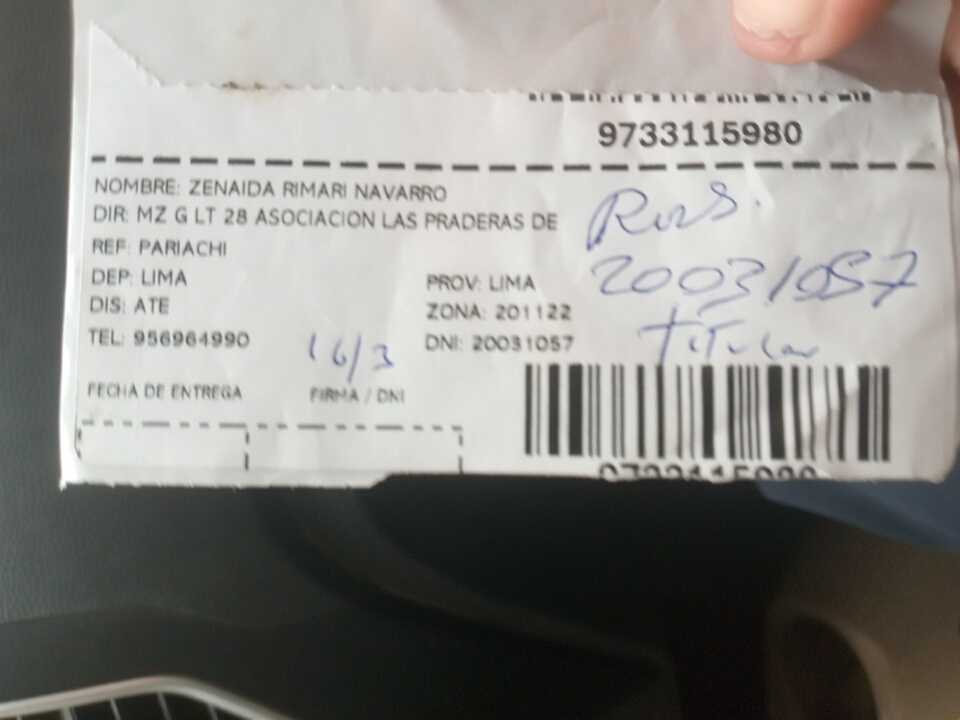 9733115980
NOMBRE: ZENAIDA RIMARI NAVARRO
DIR: MZ G LT 28 ASOCIACION LAS PRADERAS DE
REF: PARIACHI
DEP: LIMA
PROV: LIMA
DIS: ATE
ZONA: 201122
TEL: 956964990
DNI: 20031057
16/3
20031057
Titular
FECHA DE ENTREGA
FIRMA / DNI
9733115980